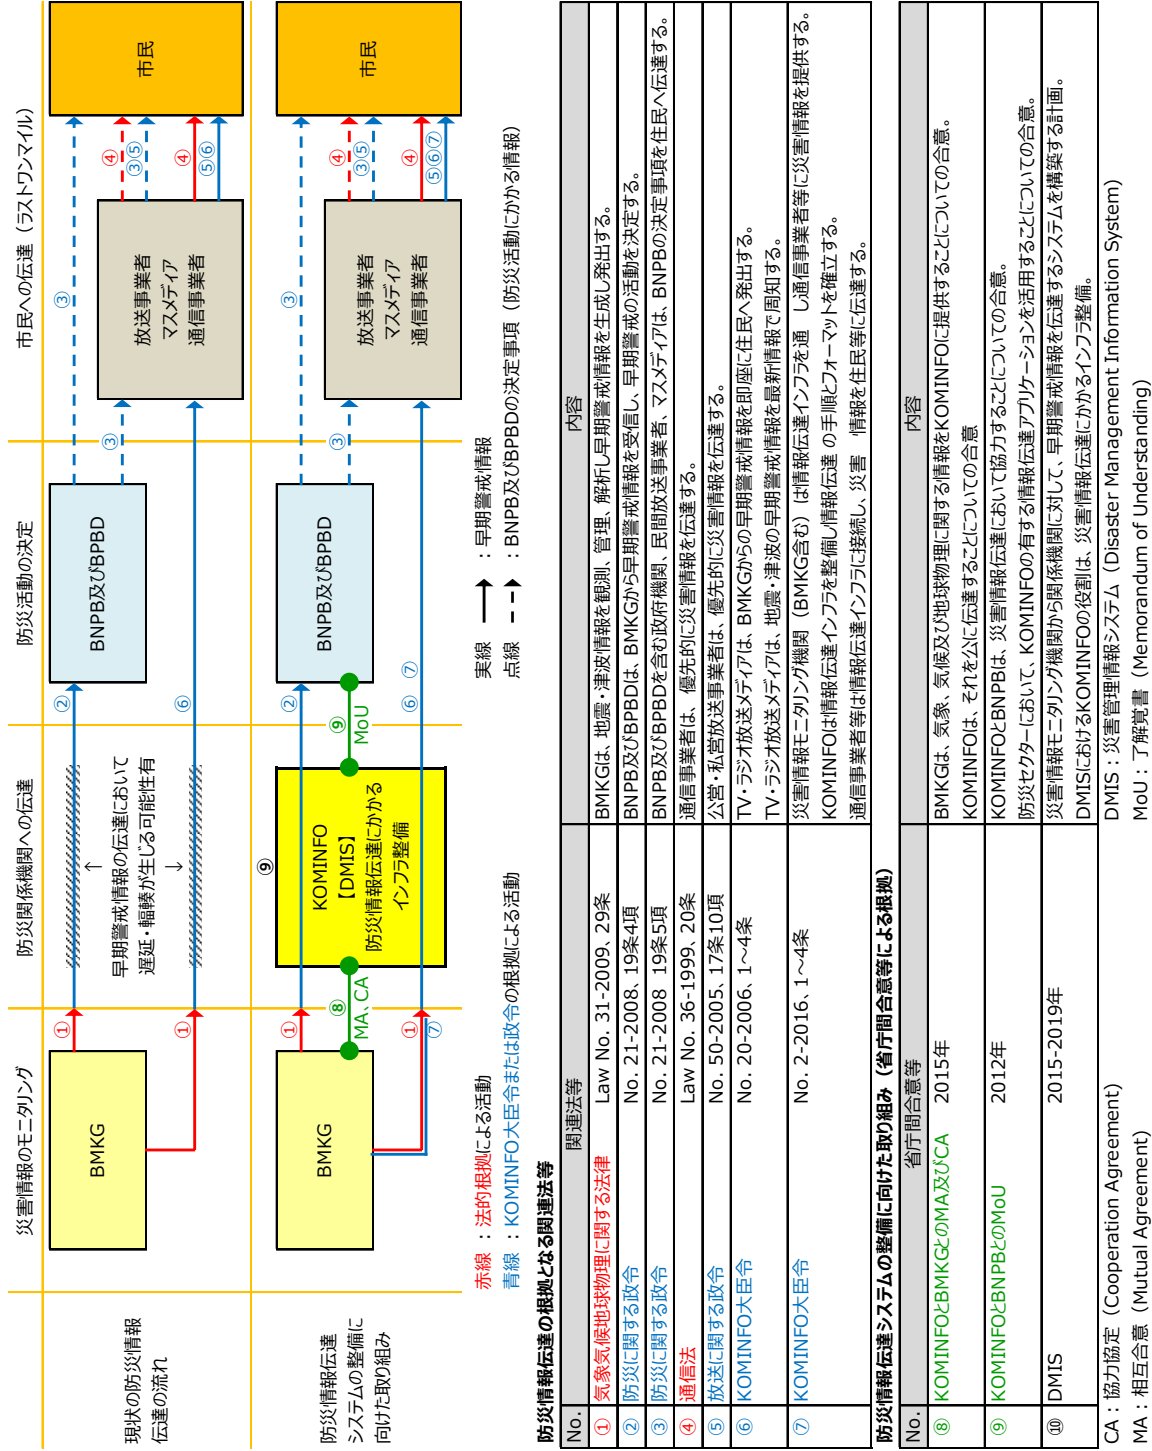 災害情報のモニタリング
防災関係機関への伝達
防災活動の決定
市民への伝達（ラストワンマイル）
現状の防災情報
伝達の流れ
BMKG
①
①
早期警戒情報の伝達において
遅延・輻輳が生じる可能性有
②
⑥
BNPB及びBPBD
③
③
放送事業者
マスメディア
通信事業者
④
③⑤
④
⑤⑥
市民
防災情報伝達
システムの整備に
向けた取り組み
BMKG
①
⑧
MA、CA
①
⑦
⑨
KOMINFO
【DMIS】
防災情報伝達にかかる
インフラ整備
②
⑨
MoU
⑥ ⑦
BNPB及びBPBD
③
③
放送事業者
マスメディア
通信事業者
④
③⑤
④
⑤⑥⑦
市民
赤線 ：法的根拠による活動
青線 ：KOMINFO大臣令または政令の根拠による活動
実線 ：早期警戒情報
点線 ：BNPB及びBPBDの決定事項（防災活動にかかる情報）
防災情報伝達の根拠となる関連法等
No. 関連法等 内容
① 気象気候地球物理に関する法律 Law No. 31-2009、29条 BMKGは、地震・津波情報を観測、管理、解析し早期警戒情報を生成し発出する。
② 防災に関する政令 No. 21-2008、19条4項 BNPB及びBPBDは、BMKGから早期警戒情報を受信し、早期警戒の活動を決定する。
③ 防災に関する政令 No. 21-2008 19条5項 BNPB及びBPBDを含む政府機関、民間放送事業者、マスメディアは、BNPBの決定事項を住民へ伝達する。
④ 通信法 Law No. 36-1999、20条 通信事業者は、優先的に災害情報を伝達する。
⑤ 放送に関する政令 No. 50-2005、17条10項 公営・私営放送事業者は、優先的に災害情報を伝達する。
⑥ KOMINFO大臣令 No. 20-2006、1～4条 TV・ラジオ放送メディアは、BMKGからの早期警戒情報を即座に住民へ発出する。
TV・ラジオ放送メディアは、地震・津波の早期警戒情報を最新情報で周知する。
⑦ KOMINFO大臣令 No. 2-2016、1～4条 災害情報モニタリング機関（BMKG含む）は情報伝達インフラを通 し通信事業者等に災害情報を提供する。
KOMINFOは情報伝達インフラを整備し情報伝達 の手順とフォーマットを確立する。
通信事業者等は情報伝達インフラに接続し、災害 情報を住民等に伝達する。
防災情報伝達システムの整備に向けた取り組み（省庁間合意等による根拠）
No. 省庁間合意等 内容
⑧ KOMINFOとBMKGとのMA及びCA 2015年 BMKGは、気象、気候及び地球物理に関する情報をKOMINFOに提供することについての合意。
KOMINFOは、それを公に伝達することについての合意
⑨ KOMINFOとBNPBとのMoU 2012年 KOMINFOとBNPBは、災害情報伝達において協力することについての合意。
防災セクターにおいて、KOMINFOの有する情報伝達アプリケーションを活用することについての合意。
⑩ DMIS 2015-2019年 災害情報モニタリング機関から関係機関に対して、早期警戒情報を伝達するシステムを構築する計画。
DMISにおけるKOMINFOの役割は、災害情報伝達にかかるインフラ整備。
CA：協力協定（Cooperation Agreement） DMIS：災害管理情報システム（Disaster Management Information System）
MA：相互合意（Mutual Agreement） MoU：了解覚書（Memorandum of Understanding）